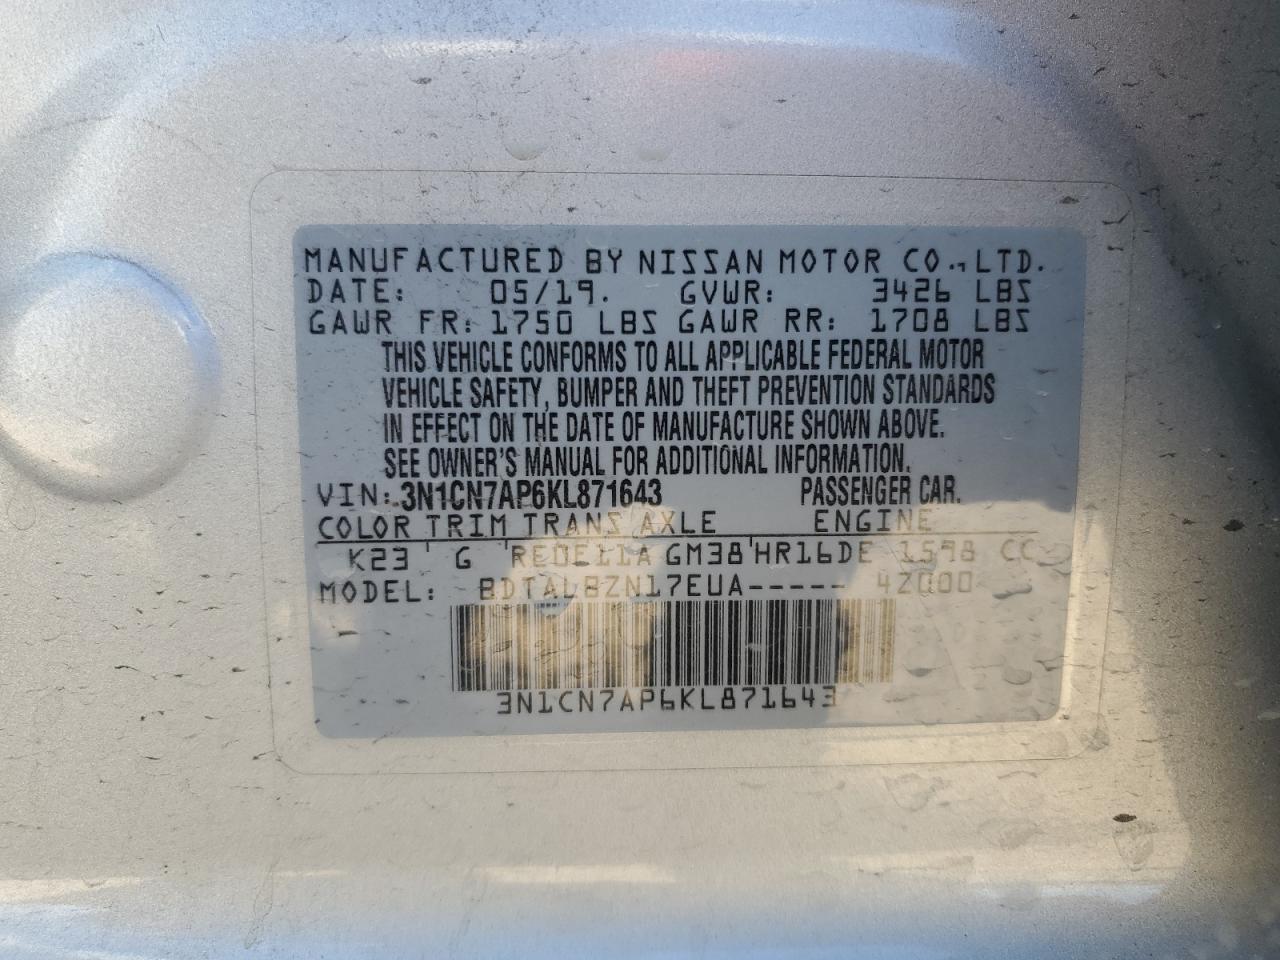 MANUFACTURED BY NISSAN MOTOR CO., LTD.
DATE: 05/19. GVWR: 3426 LBS
GAWR FR: 1750 LBS GAWR RR: 1708 LBS
THIS VEHICLE CONFORMS TO ALL APPLICABLE FEDERAL MOTOR
VEHICLE SAFETY, BUMPER AND THEFT PREVENTION STANDARDS
IN EFFECT ON THE DATE OF MANUFACTURE SHOWN ABOVE.
SEE OWNER'S MANUAL FOR ADDITIONAL INFORMATION.
VIN: 3N1CN7AP6KL871643 PASSENGER CAR.
COLOR TRIM TRANS AXLE ENGINE
K23 G RE0E11A GM38 HR16DE 1598 CC
MODEL: BDTALBZN17EUA----- 42000
3N1CN7AP6KL871643